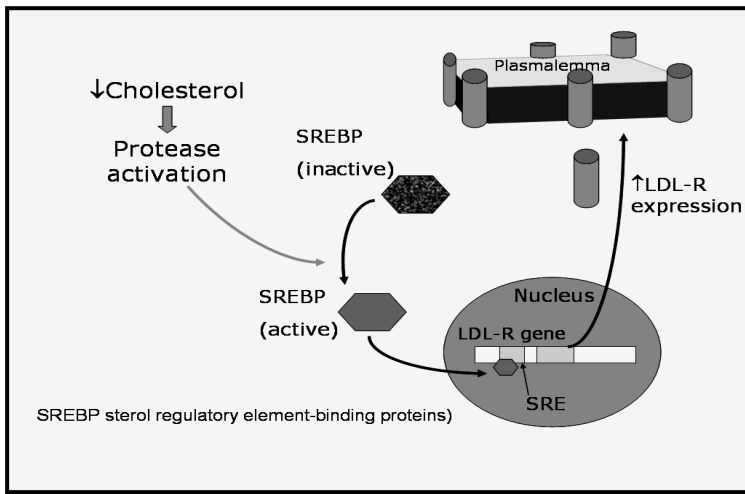 ↓Cholesterol
Protease
activation
SREBP
(inactive)
SREBP
(active)
Plasmalemma
↑LDL-R
expression
Nucleus
LDL-R gene
SRE
SREBP sterol regulatory element-binding proteins)